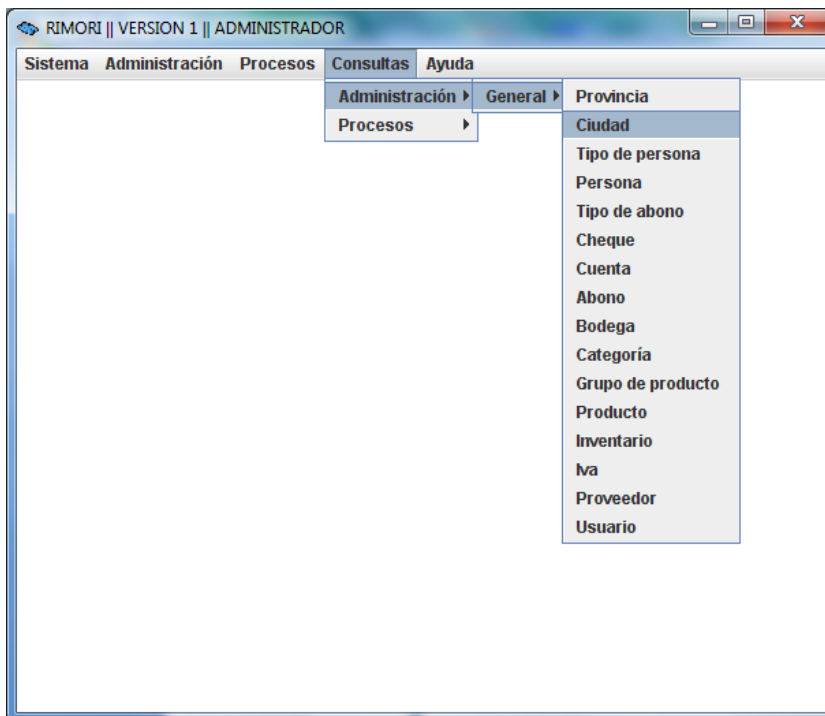 RIMORI || VERSION 1 || ADMINISTRADOR
Sistema Administración Procesos Consultas Ayuda
Administración General Provincia
Procesos Ciudad
Tipo de persona
Persona
Tipo de abono
Cheque
Cuenta
Abono
Bodega
Categoría
Grupo de producto
Producto
Inventario
Iva
Proveedor
Usuario